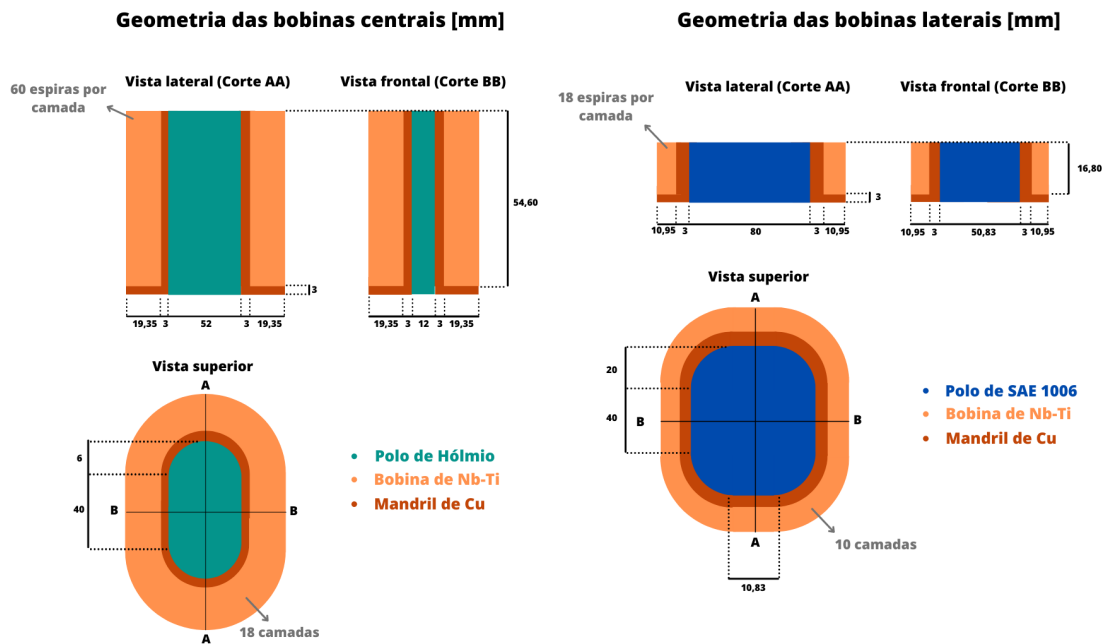 Geometria das bobinas centrais [mm]
Vista lateral (Corte AA)
Vista frontal (Corte BB)
60 espiras por
camada
54,60
3
19,35
3
52
3
19,35
19,35
3
12
3
19,35
Vista superior
A
6
40
B
B
A
18 camadas
Polo de Hólmio
Bobina de Nb-Ti
Mandril de Cu
Geometria das bobinas laterais [mm]
Vista lateral (Corte AA)
Vista frontal (Corte BB)
18 espiras por
camada
16,80
3
10,95
3
80
3
10,95
10,95
3
50,83
3
10,95
Vista superior
A
20
40
B
B
A
10 camadas
10,83
Polo de SAE 1006
Bobina de Nb-Ti
Mandril de Cu